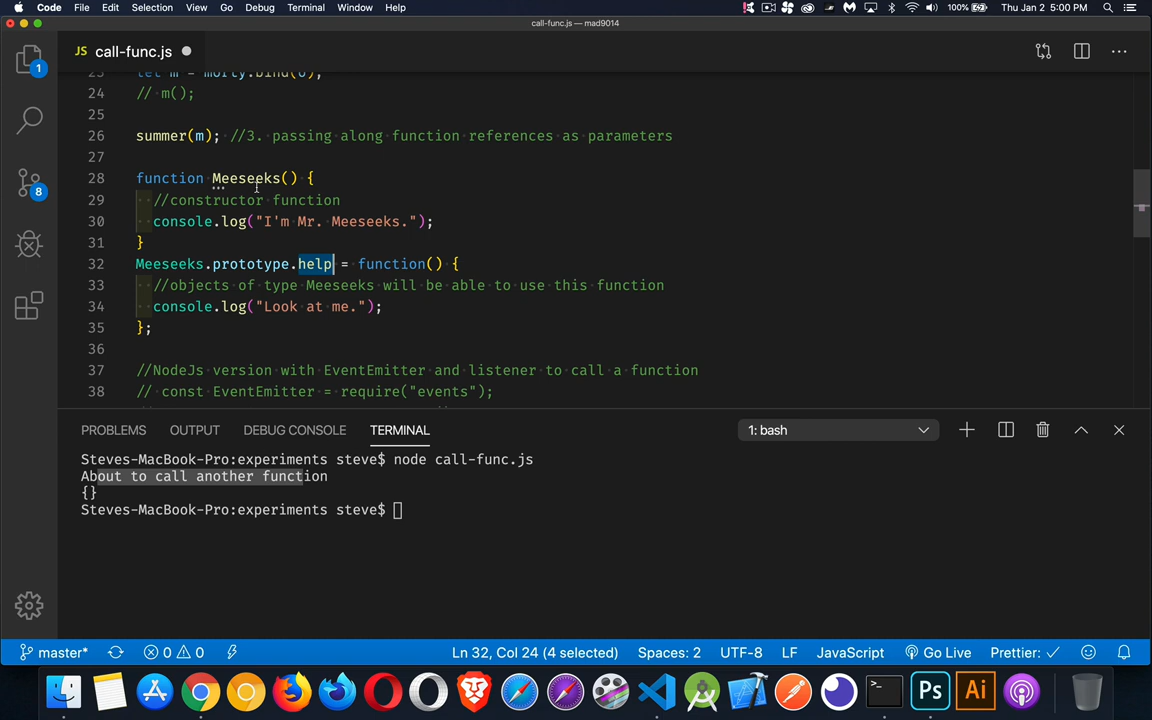 Code File Edit Selection View Go Debug Terminal Window Help 100% Thu Jan 2 5:00 PM
call-func.js — mad9014
JS call-func.js
23 let m = morty.bind(o);
24 // m();
25
26 summer(m); //3. passing along function references as parameters
27
28 function Meeseeks() {
29 //constructor function
30 console.log("I'm Mr. Meeseeks.");
31 }
32 Meeseeks.prototype.help = function() {
33 //objects of type Meeseeks will be able to use this function
34 console.log("Look at me.");
35 };
36
37 //NodeJs version with EventEmitter and listener to call a function
38 // const EventEmitter = require("events");
1
8
PROBLEMS OUTPUT DEBUG CONSOLE TERMINAL 1: bash
Steves-MacBook-Pro:experiments steve$ node call-func.js
About to call another function
{}
Steves-MacBook-Pro:experiments steve$
master* 0 0 Ln 32, Col 24 (4 selected) Spaces: 2 UTF-8 LF JavaScript Go Live Prettier: ✓
>_ Ps Ai